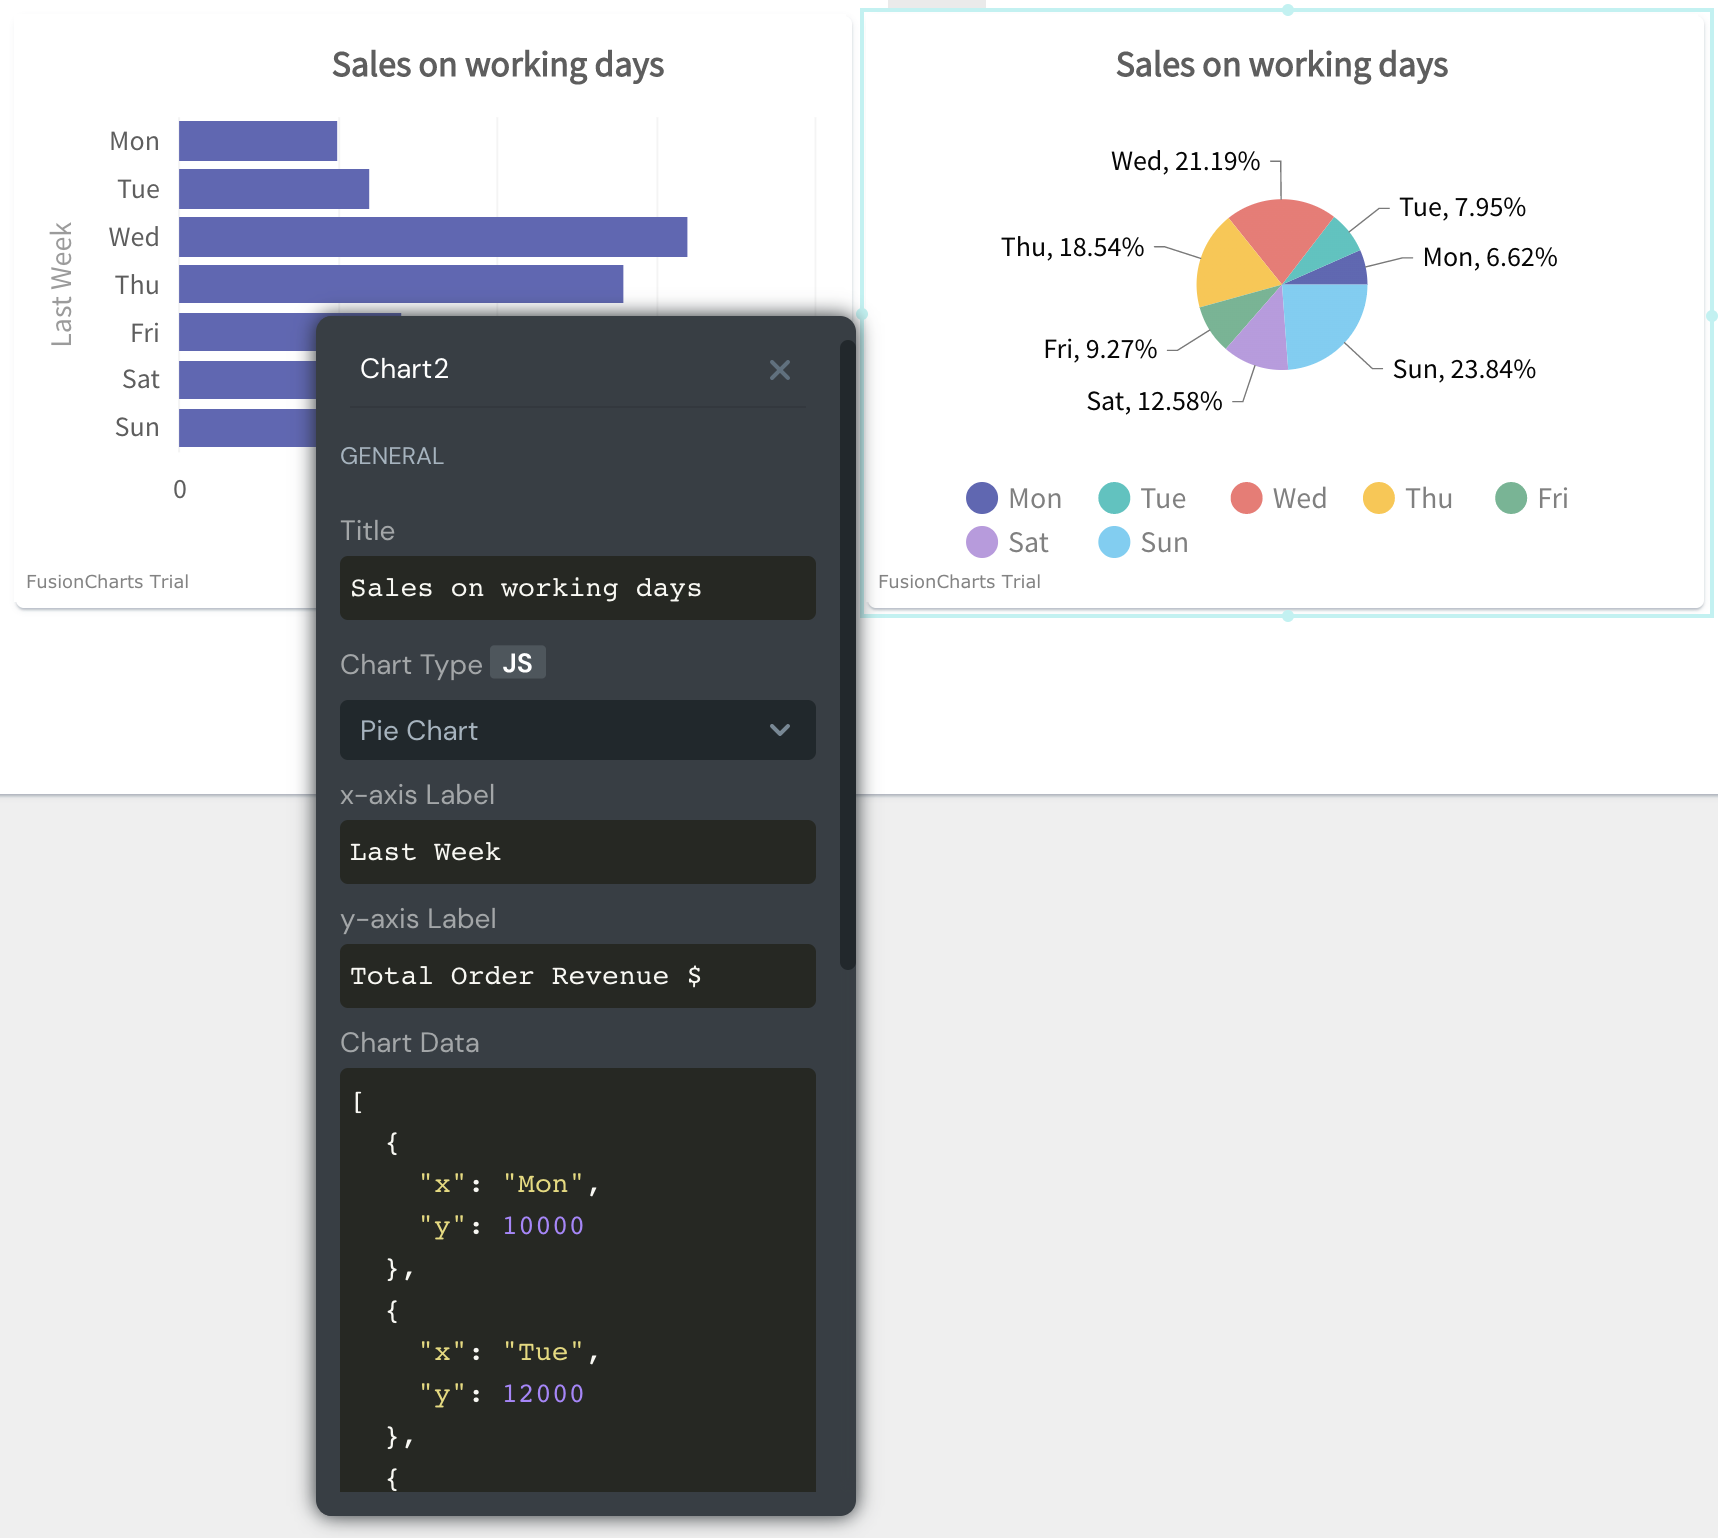 Sales on working days
Last Week
Mon
Tue
Wed
Thu
Fri
Sat
Sun
0
FusionCharts Trial
Sales on working days
Wed, 21.19%
Tue, 7.95%
Thu, 18.54%
Mon, 6.62%
Fri, 9.27%
Sun, 23.84%
Sat, 12.58%
Mon Tue Wed Thu Fri
Sat Sun
FusionCharts Trial
Chart2
GENERAL
Title
Sales on working days
Chart Type JS
Pie Chart
x-axis Label
Last Week
y-axis Label
Total Order Revenue $
Chart Data
[
{
"x": "Mon",
"y": 10000
},
{
"x": "Tue",
"y": 12000
},
{